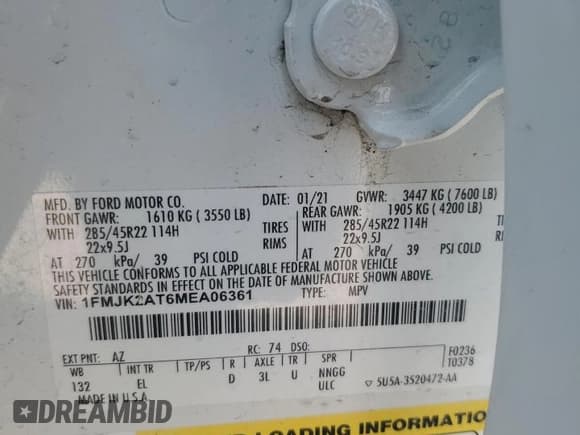 MFD. BY FORD MOTOR CO. DATE: 01/21 GVWR: 3447 KG ( 7600 LB)
FRONT GAWR: 1610 KG ( 3550 LB) REAR GAWR: 1905 KG ( 4200 LB)
WITH 285/45R22 114H TIRES WITH 285/45R22 114H
22x9.5J RIMS 22x9.5J
AT 270 kPa/ 39 PSI COLD AT 270 kPa/ 39 PSI COLD
THIS VEHICLE CONFORMS TO ALL APPLICABLE FEDERAL MOTOR VEHICLE
SAFETY STANDARDS IN EFFECT ON THE DATE OF MANUFACTURE SHOWN ABOVE.
VIN: 1FMJK2AT6MEA06361 TYPE: MPV
EXT PNT: AZ RC: 74 DSO: F0236
WB INT TR TP/PS R AXLE TR SPR T0378
132 EL D 3L U NNGG
MADE IN U.S.A. ULC 5U5A-3520472-AA
LOADING INFORMATION
DREAMBID